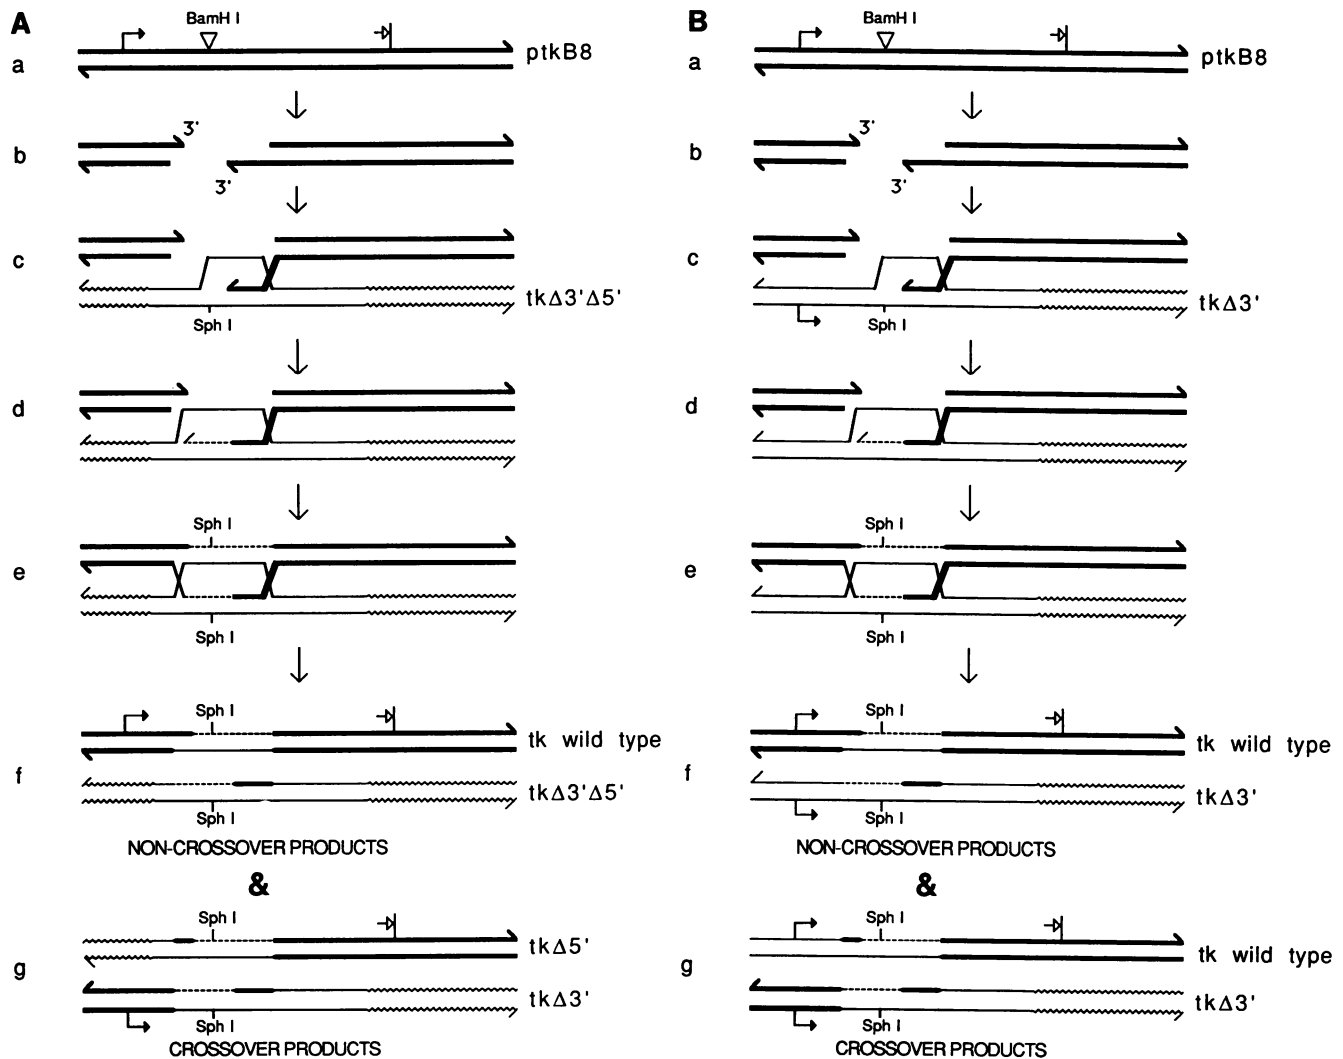 A
BamH I
a
ptkB8
3'
b
3'
c
tkΔ3'Δ5'
Sph I
d
Sph I
e
Sph I
Sph I
tk wild type
f
tkΔ3'Δ5'
Sph I
NON-CROSSOVER PRODUCTS
&
Sph I
tkΔ5'
g
tkΔ3'
Sph I
CROSSOVER PRODUCTS
B
BamH I
a
ptkB8
3'
b
3'
c
tkΔ3'
Sph I
d
Sph I
e
Sph I
Sph I
tk wild type
f
tkΔ3'
Sph I
NON-CROSSOVER PRODUCTS
&
Sph I
tk wild type
g
tkΔ3'
Sph I
CROSSOVER PRODUCTS